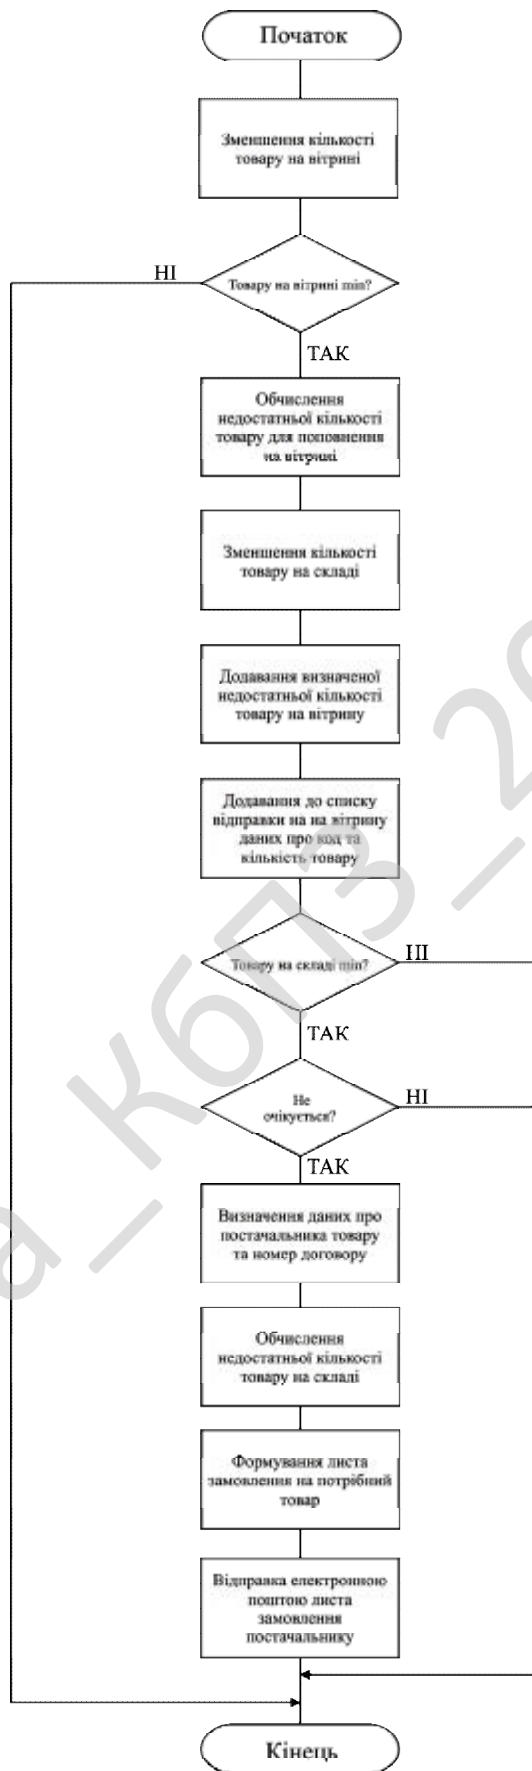 Початок
Зменшення кількості
товару на вітрині
НІ
Товару на вітрині min?
ТАК
Обчислення
недостатньої кількості
товару для поповнення
на вітрині
Зменшення кількості
товару на складі
Додавання визначеної
недостатньої кількості
товару на вітрину
Додавання до списку
відправки на на вітрину
даних про код та
кількість товару
Товару на складі min?
НІ
ТАК
Не
очікується?
НІ
ТАК
Визначення даних про
постачальника товару
та номер договору
Обчислення
недостатньої кількості
товару на складі
Формування листа
замовлення на потрібний
товар
Відправка електронною
поштою листа
замовлення
постачальнику
Кінець
а_КбПЗ_20